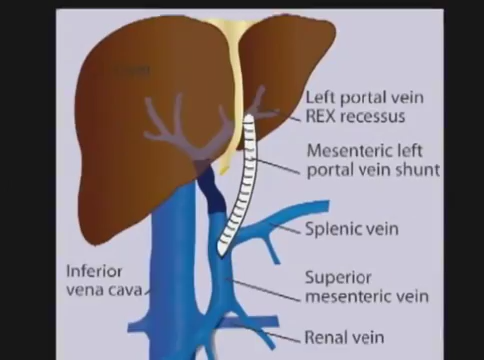 Left portal vein
REX recessus
Mesenteric left
portal vein shunt
Splenic vein
Inferior
vena cava
Superior
mesenteric vein
Renal vein